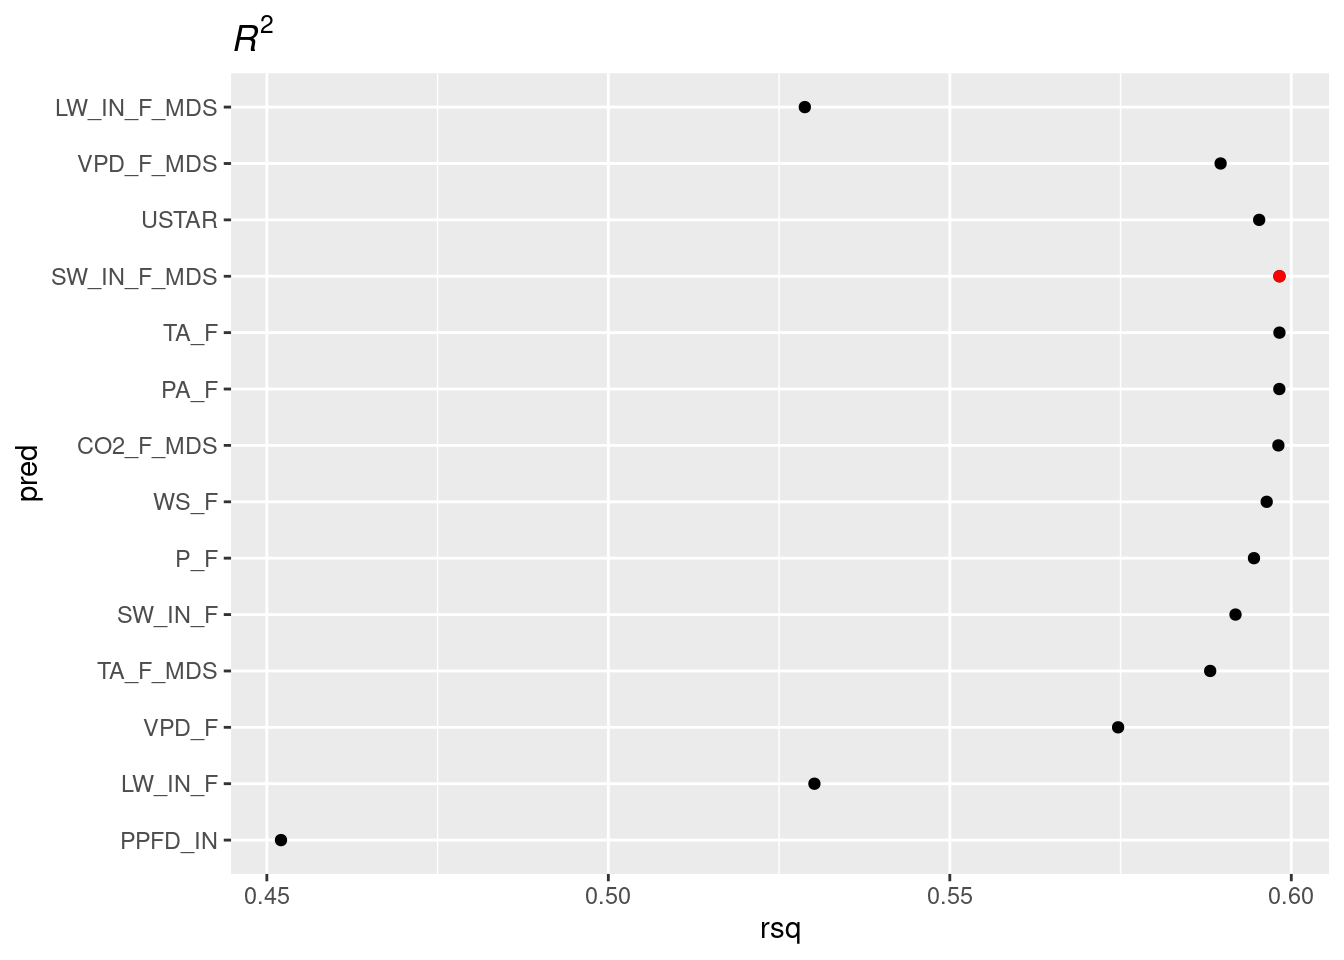 R²
LW_IN_F_MDS
VPD_F_MDS
USTAR
SW_IN_F_MDS
TA_F
PA_F
CO2_F_MDS
WS_F
P_F
SW_IN_F
TA_F_MDS
VPD_F
LW_IN_F
PPFD_IN
pred
0.45 0.50 0.55 0.60
rsq